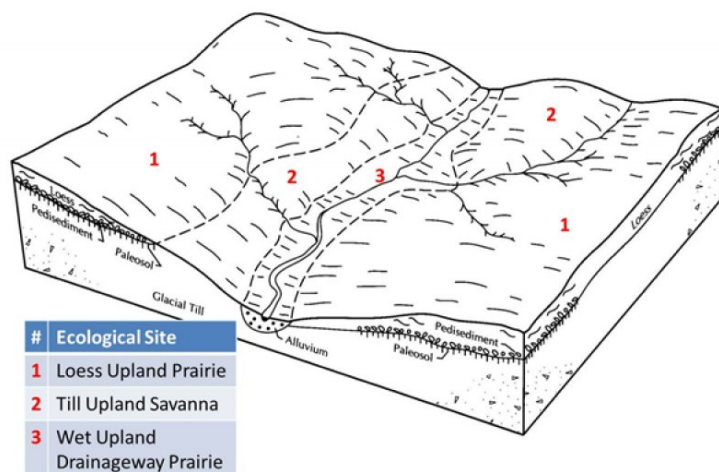 2
1
2
3
1
Loess
Pedisediment
Paleosol
Loess
Glacial Till
Pedisediment
Paleosol
Alluvium
# Ecological Site
1 Loess Upland Prairie
2 Till Upland Savanna
3 Wet Upland
Drainageway Prairie